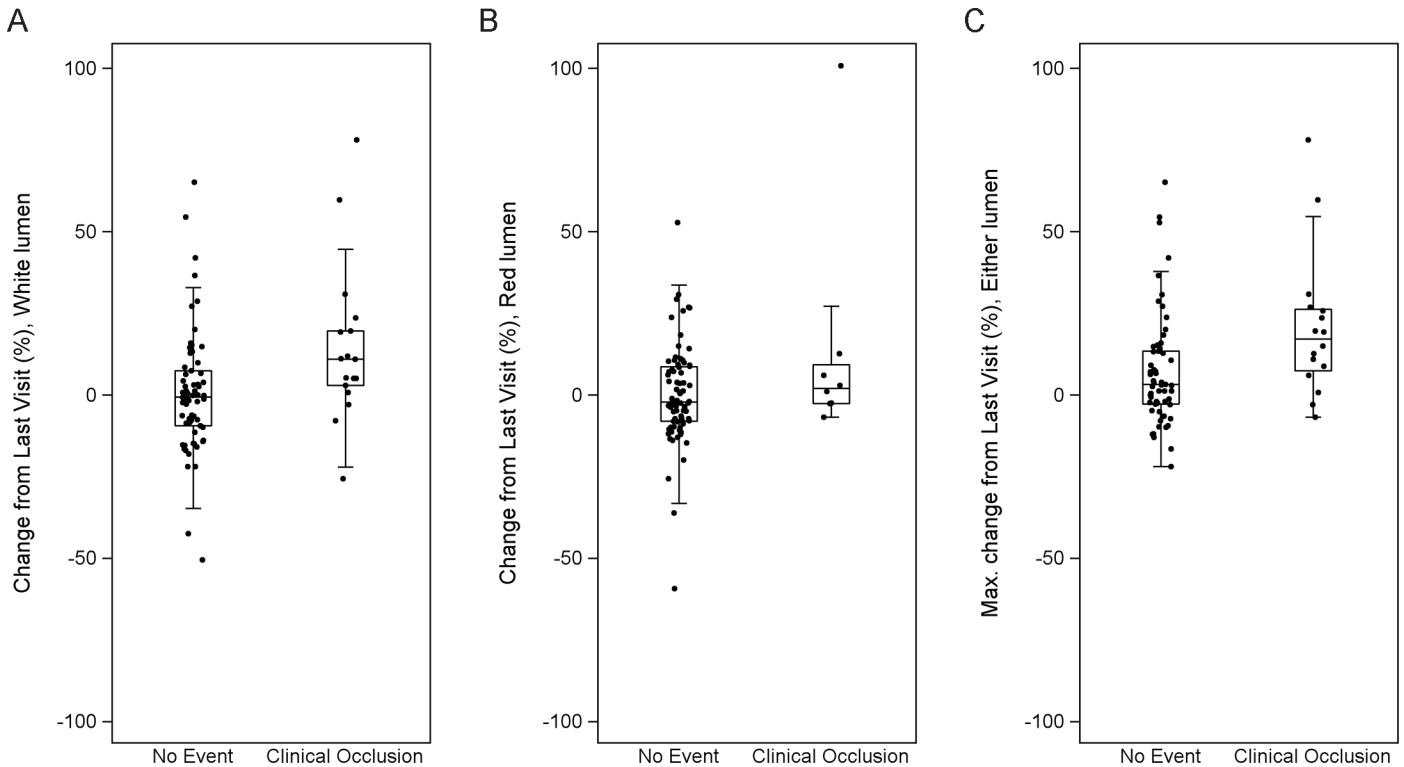 A
Change from Last Visit (%), White lumen
100
50
0
-50
-100
No Event
Clinical Occlusion
B
Change from Last Visit (%), Red lumen
100
50
0
-50
-100
No Event
Clinical Occlusion
C
Max. change from Last Visit (%), Either lumen
100
50
0
-50
-100
No Event
Clinical Occlusion